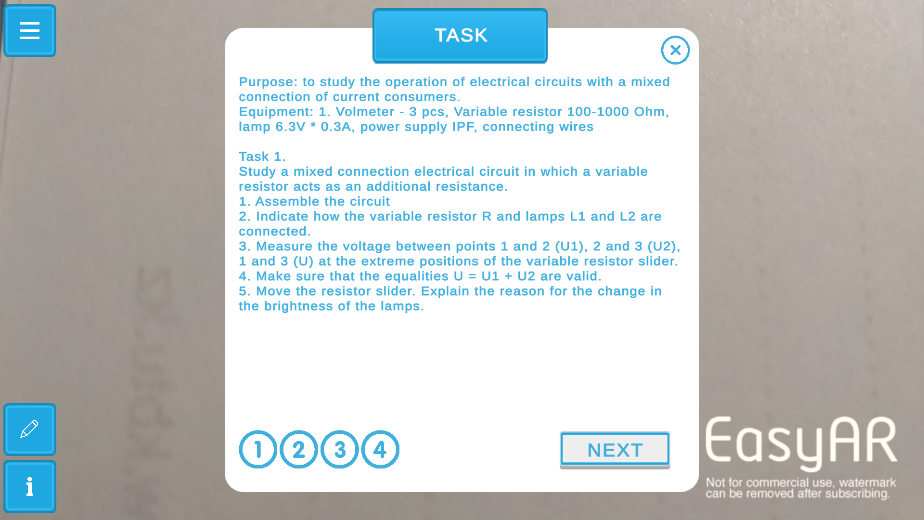 TASK
Purpose: to study the operation of electrical circuits with a mixed
connection of current consumers.
Equipment: 1. Volmeter - 3 pcs, Variable resistor 100-1000 Ohm,
lamp 6.3V * 0.3A, power supply IPF, connecting wires
Task 1.
Study a mixed connection electrical circuit in which a variable
resistor acts as an additional resistance.
1. Assemble the circuit
2. Indicate how the variable resistor R and lamps L1 and L2 are
connected.
3. Measure the voltage between points 1 and 2 (U1), 2 and 3 (U2),
1 and 3 (U) at the extreme positions of the variable resistor slider.
4. Make sure that the equalities U = U1 + U2 are valid.
5. Move the resistor slider. Explain the reason for the change in
the brightness of the lamps.
1 2 3 4
NEXT
i
EasyAR
Not for commercial use, watermark
can be removed after subscribing.